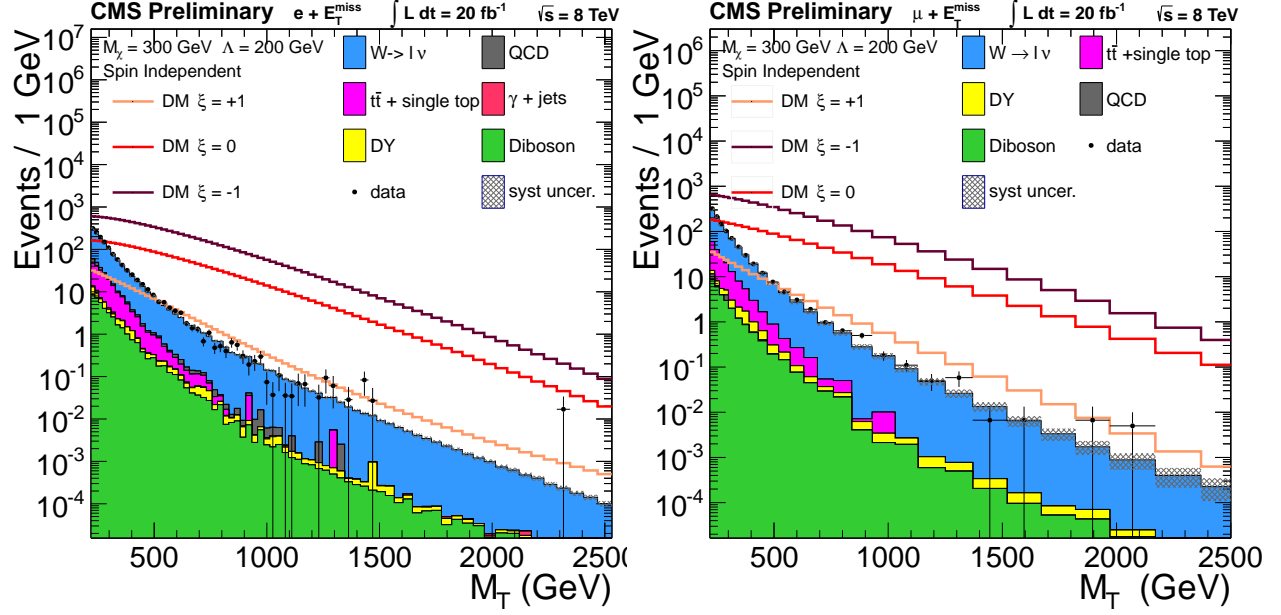 CMS Preliminary e + E_T^miss ∫ L dt = 20 fb⁻¹ √s = 8 TeV
M_χ = 300 GeV Λ = 200 GeV
Spin Independent
DM ξ = +1
DM ξ = 0
DM ξ = -1
W-> l ν
tt̄ + single top
DY
data
QCD
γ + jets
Diboson
syst uncer.
Events / 1 GeV
10⁷
10⁶
10⁵
10⁴
10³
10²
10
1
10⁻¹
10⁻²
10⁻³
10⁻⁴
500 1000 1500 2000 2500
M_T (GeV)
CMS Preliminary μ + E_T^miss ∫ L dt = 20 fb⁻¹ √s = 8 TeV
M_χ = 300 GeV Λ = 200 GeV
Spin Independent
DM ξ = +1
DM ξ = -1
DM ξ = 0
W → l ν
DY
Diboson
tt̄ +single top
QCD
data
syst uncer.
Events / 1 GeV
10⁶
10⁵
10⁴
10³
10²
10
1
10⁻¹
10⁻²
10⁻³
10⁻⁴
500 1000 1500 2000 2500
M_T (GeV)